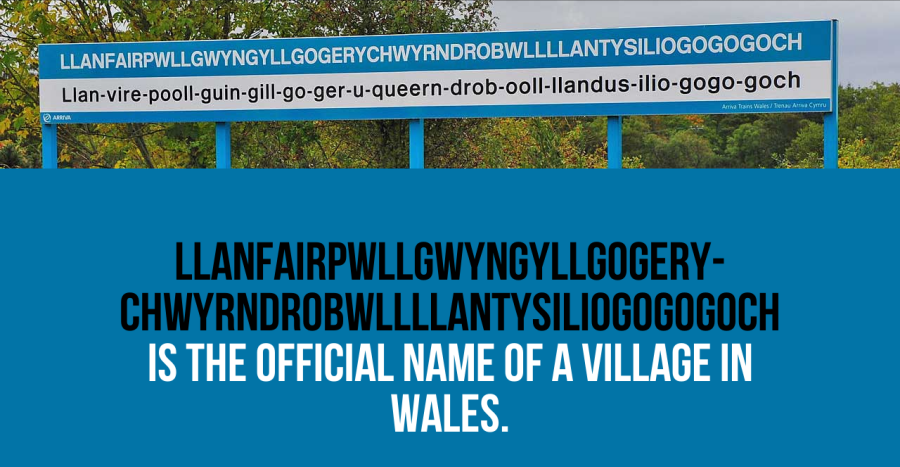 LLANFAIRPWLLGWYNGYLLGOGERYCHWYRNDROBWLLLLANTYSILIOGOGOGOCH
Llan-vire-pooll-guin-gill-go-ger-u-queern-drob-ooll-llandus-ilio-gogo-goch
ARRIVA
Arriva Trains Wales / Trenau Arriva Cymru
LLANFAIRPWLLGWYNGYLLGOGERY-
CHWYRNDROBWLLLLANTYSILIOGOGOGOCH
IS THE OFFICIAL NAME OF A VILLAGE IN
WALES.